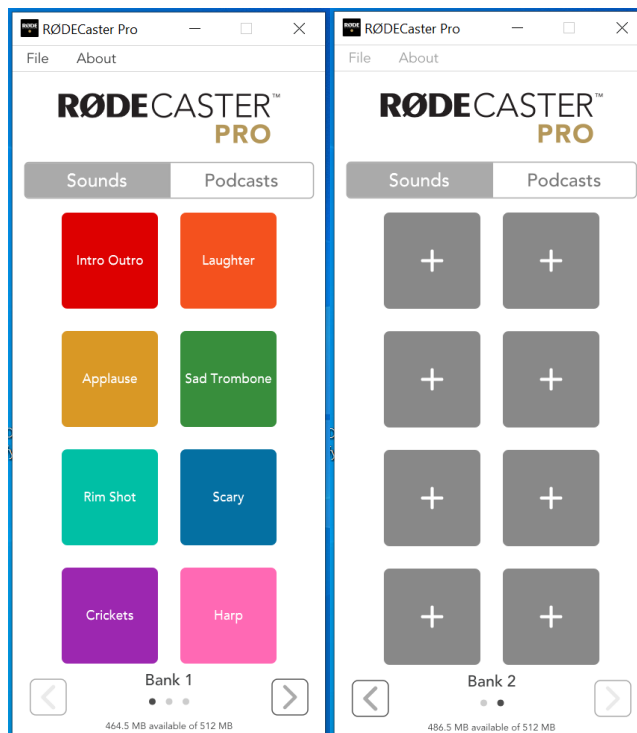 RØDECaster Pro
File About
RØDECASTER™
PRO
Sounds Podcasts
Intro Outro Laughter
Applause Sad Trombone
Rim Shot Scary
Crickets Harp
Bank 1
464.5 MB available of 512 MB
RØDECaster Pro
File About
RØDECASTER™
PRO
Sounds Podcasts
Bank 2
486.5 MB available of 512 MB